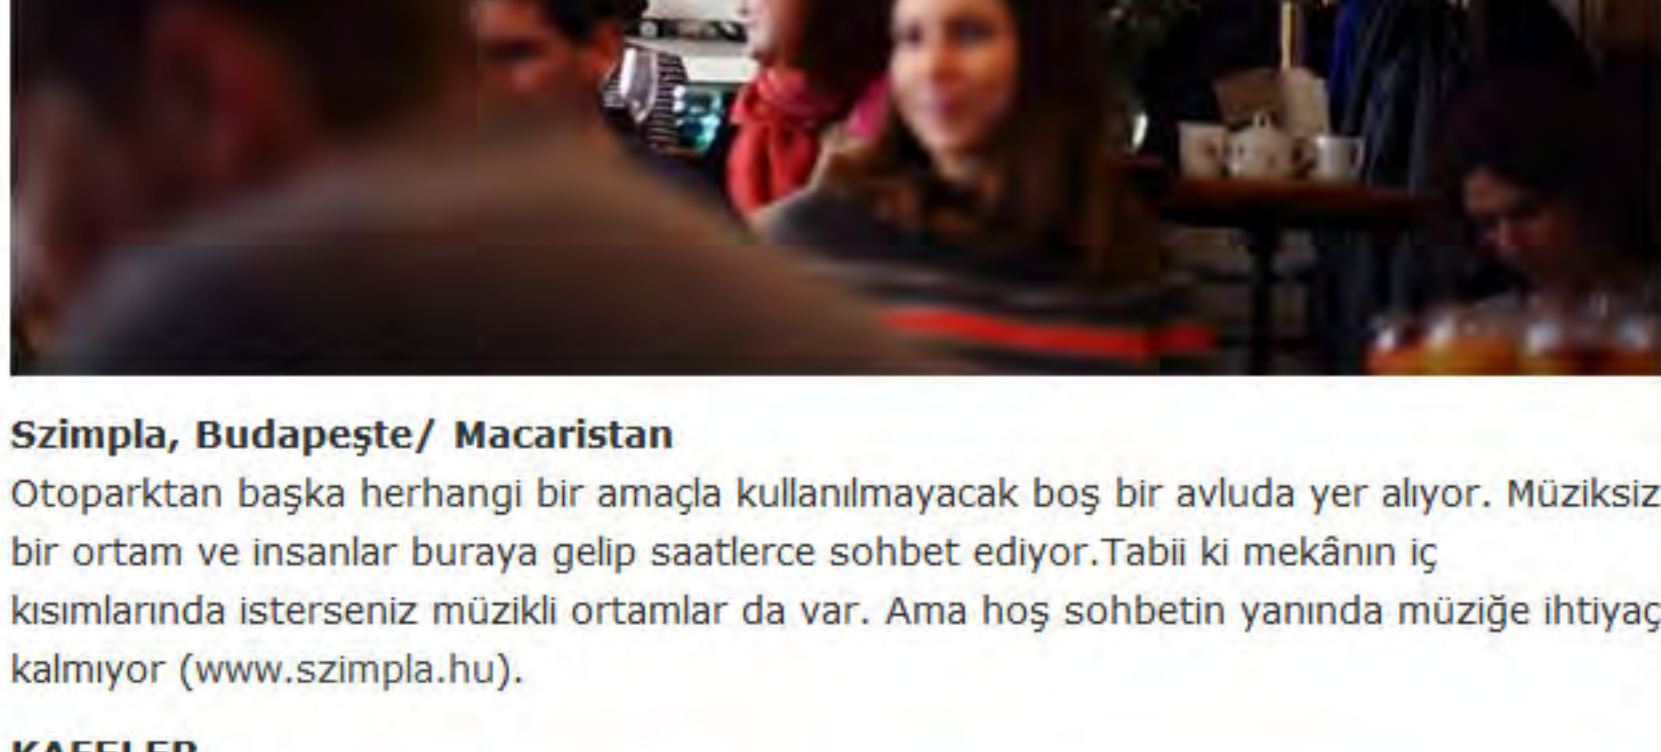 Szimpla, Budapeşte/ Macaristan
Otoparktan başka herhangi bir amaçla kullanılmayacak boş bir avluda yer alıyor. Müziksiz
bir ortam ve insanlar buraya gelip saatlerce sohbet ediyor.Tabii ki mekânın iç
kısımlarında isterseniz müzikli ortamlar da var. Ama hoş sohbetin yanında müziğe ihtiyaç
kalmıyor (www.szimpla.hu).
KAFELER